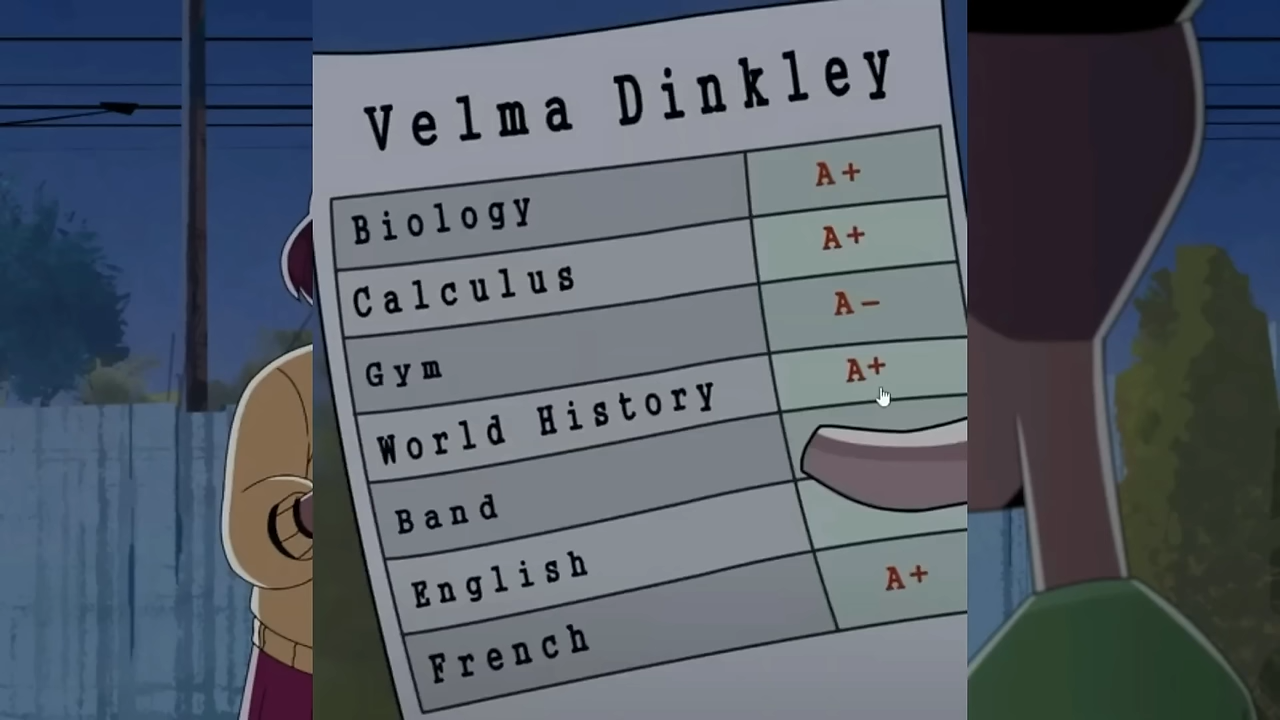 Velma Dinkley
Biology A+
Calculus A+
Gym A-
World History A+
Band
English
French A+